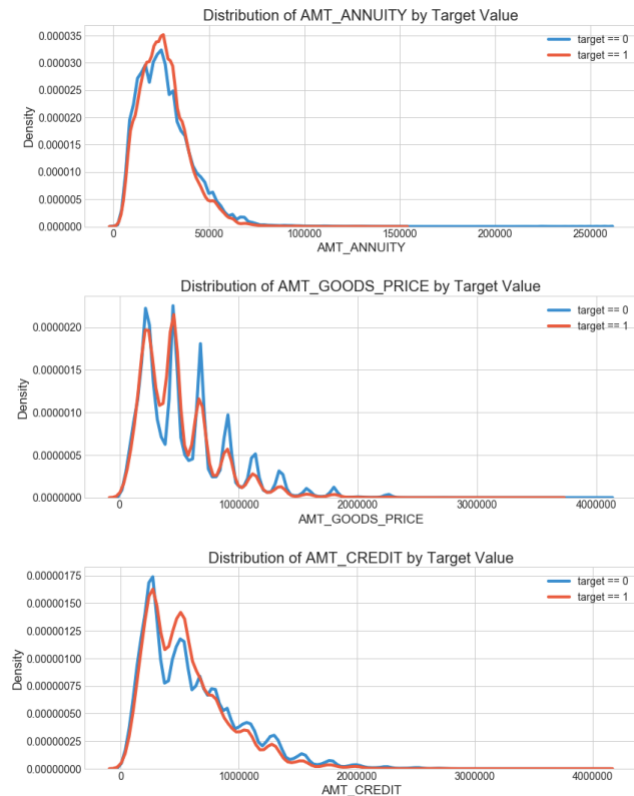 Distribution of AMT_ANNUITY by Target Value
target == 0
target == 1
0.000035
0.000030
0.000025
0.000020
0.000015
0.000010
0.000005
0.000000
Density
0 50000 100000 150000 200000 250000
AMT_ANNUITY
Distribution of AMT_GOODS_PRICE by Target Value
target == 0
target == 1
0.0000020
0.0000015
0.0000010
0.0000005
0.0000000
Density
0 1000000 2000000 3000000 4000000
AMT_GOODS_PRICE
Distribution of AMT_CREDIT by Target Value
target == 0
target == 1
0.00000175
0.00000150
0.00000125
0.00000100
0.00000075
0.00000050
0.00000025
0.00000000
Density
0 1000000 2000000 3000000 4000000
AMT_CREDIT